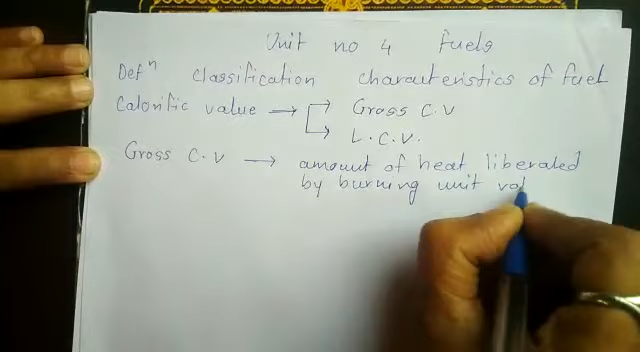 Unit no 4 fuels
Defn classification characteristics of fuel
Calorific value → Gross C.V
L.C.V.
Gross C.V → amount of heat liberated
by burning unit vol